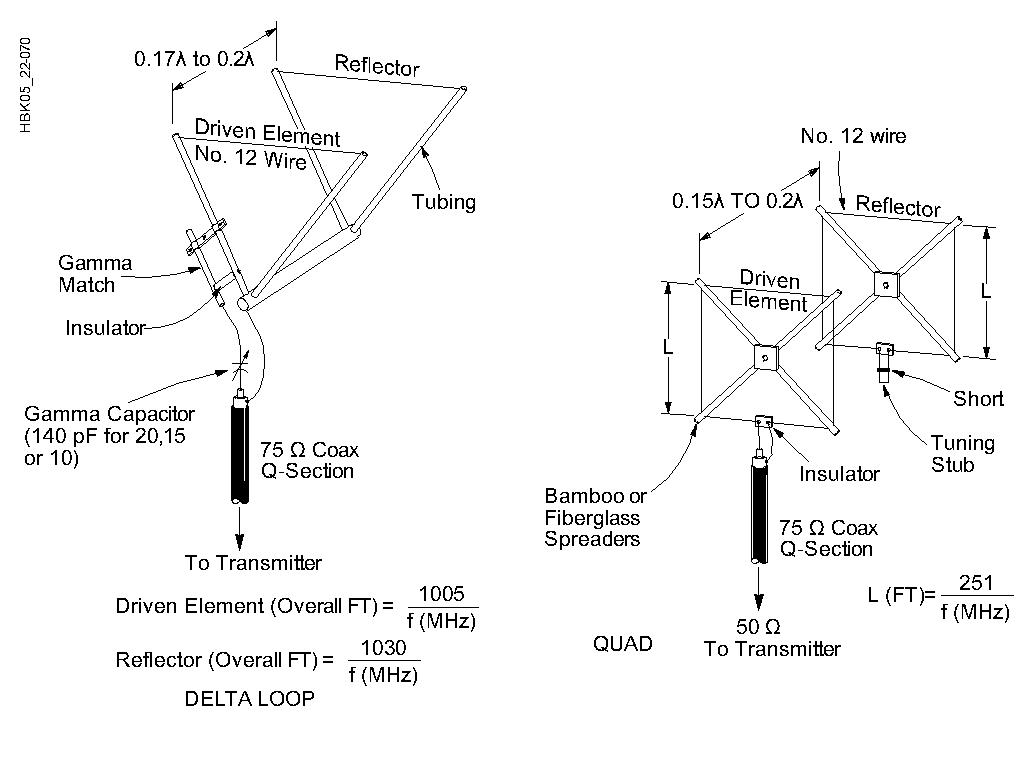 HBK05_22-070
0.17λ to 0.2λ
Reflector
Driven Element
No. 12 Wire
Tubing
Gamma
Match
Insulator
Gamma Capacitor
(140 pF for 20,15
or 10)
75 Ω Coax
Q-Section
To Transmitter
Driven Element (Overall FT) = 1005
f (MHz)
Reflector (Overall FT) = 1030
f (MHz)
DELTA LOOP
No. 12 wire
0.15λ TO 0.2λ
Reflector
Driven
Element
L
L
Short
Tuning
Stub
Insulator
Bamboo or
Fiberglass
Spreaders
75 Ω Coax
Q-Section
50 Ω
To Transmitter
L (FT)= 251
f (MHz)
QUAD